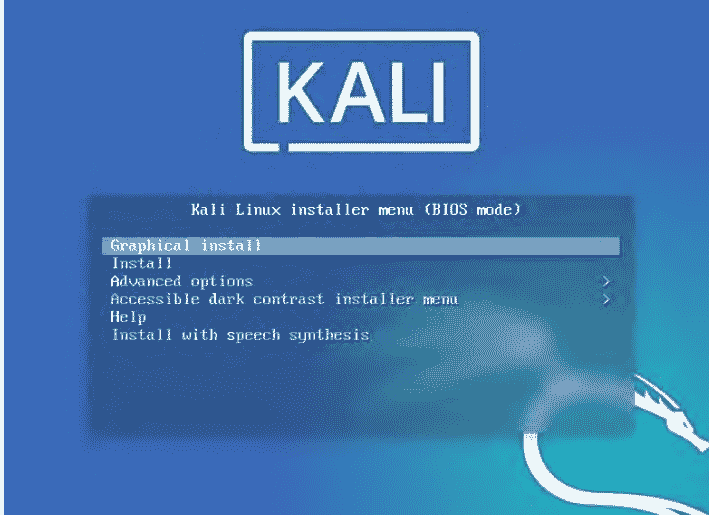 KALI
Kali Linux installer menu (BIOS mode)
Graphical install
Install
Advanced options >
Accessible dark contrast installer menu >
Help
Install with speech synthesis